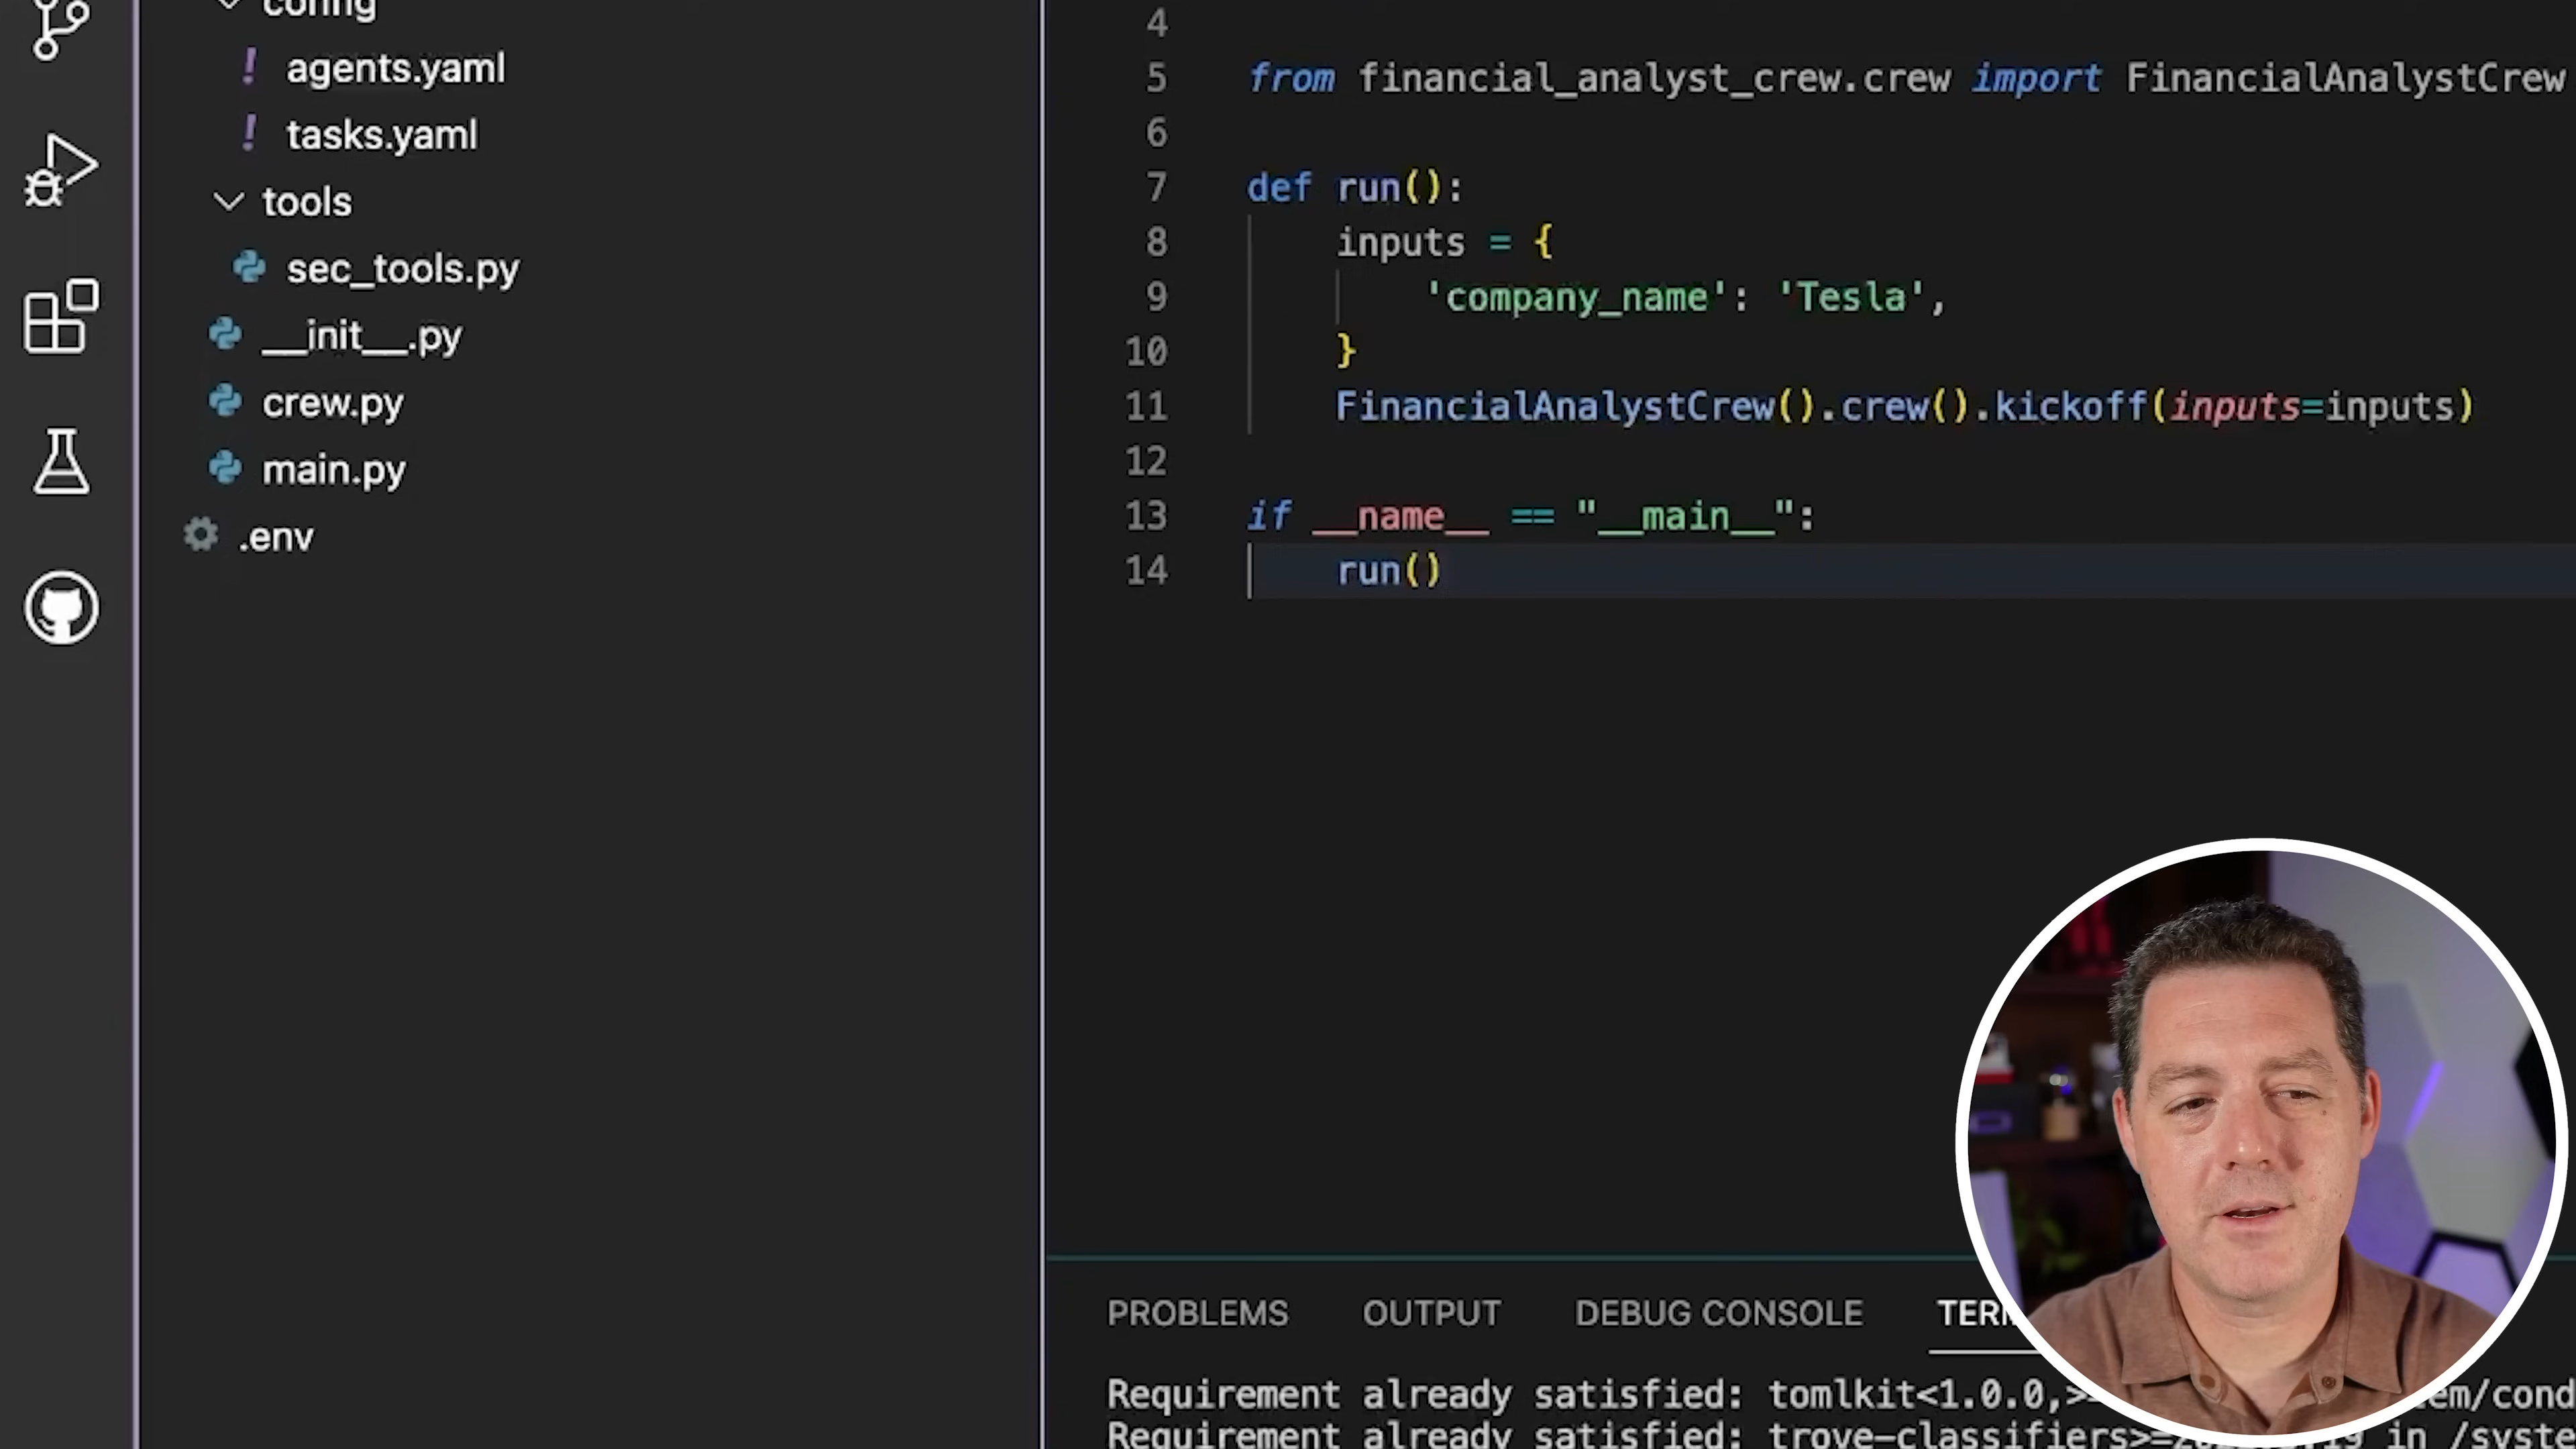 config
agents.yaml
tasks.yaml
tools
sec_tools.py
__init__.py
crew.py
main.py
.env
4
5 from financial_analyst_crew.crew import FinancialAnalystCrew
6
7 def run():
8 inputs = {
9 'company_name': 'Tesla',
10 }
11 FinancialAnalystCrew().crew().kickoff(inputs=inputs)
12
13 if __name__ == "__main__":
14 run()
PROBLEMS OUTPUT DEBUG CONSOLE
Requirement already satisfied: tomlkit<1.0.0,>
Requirement already satisfied: trove-classifiers>= in